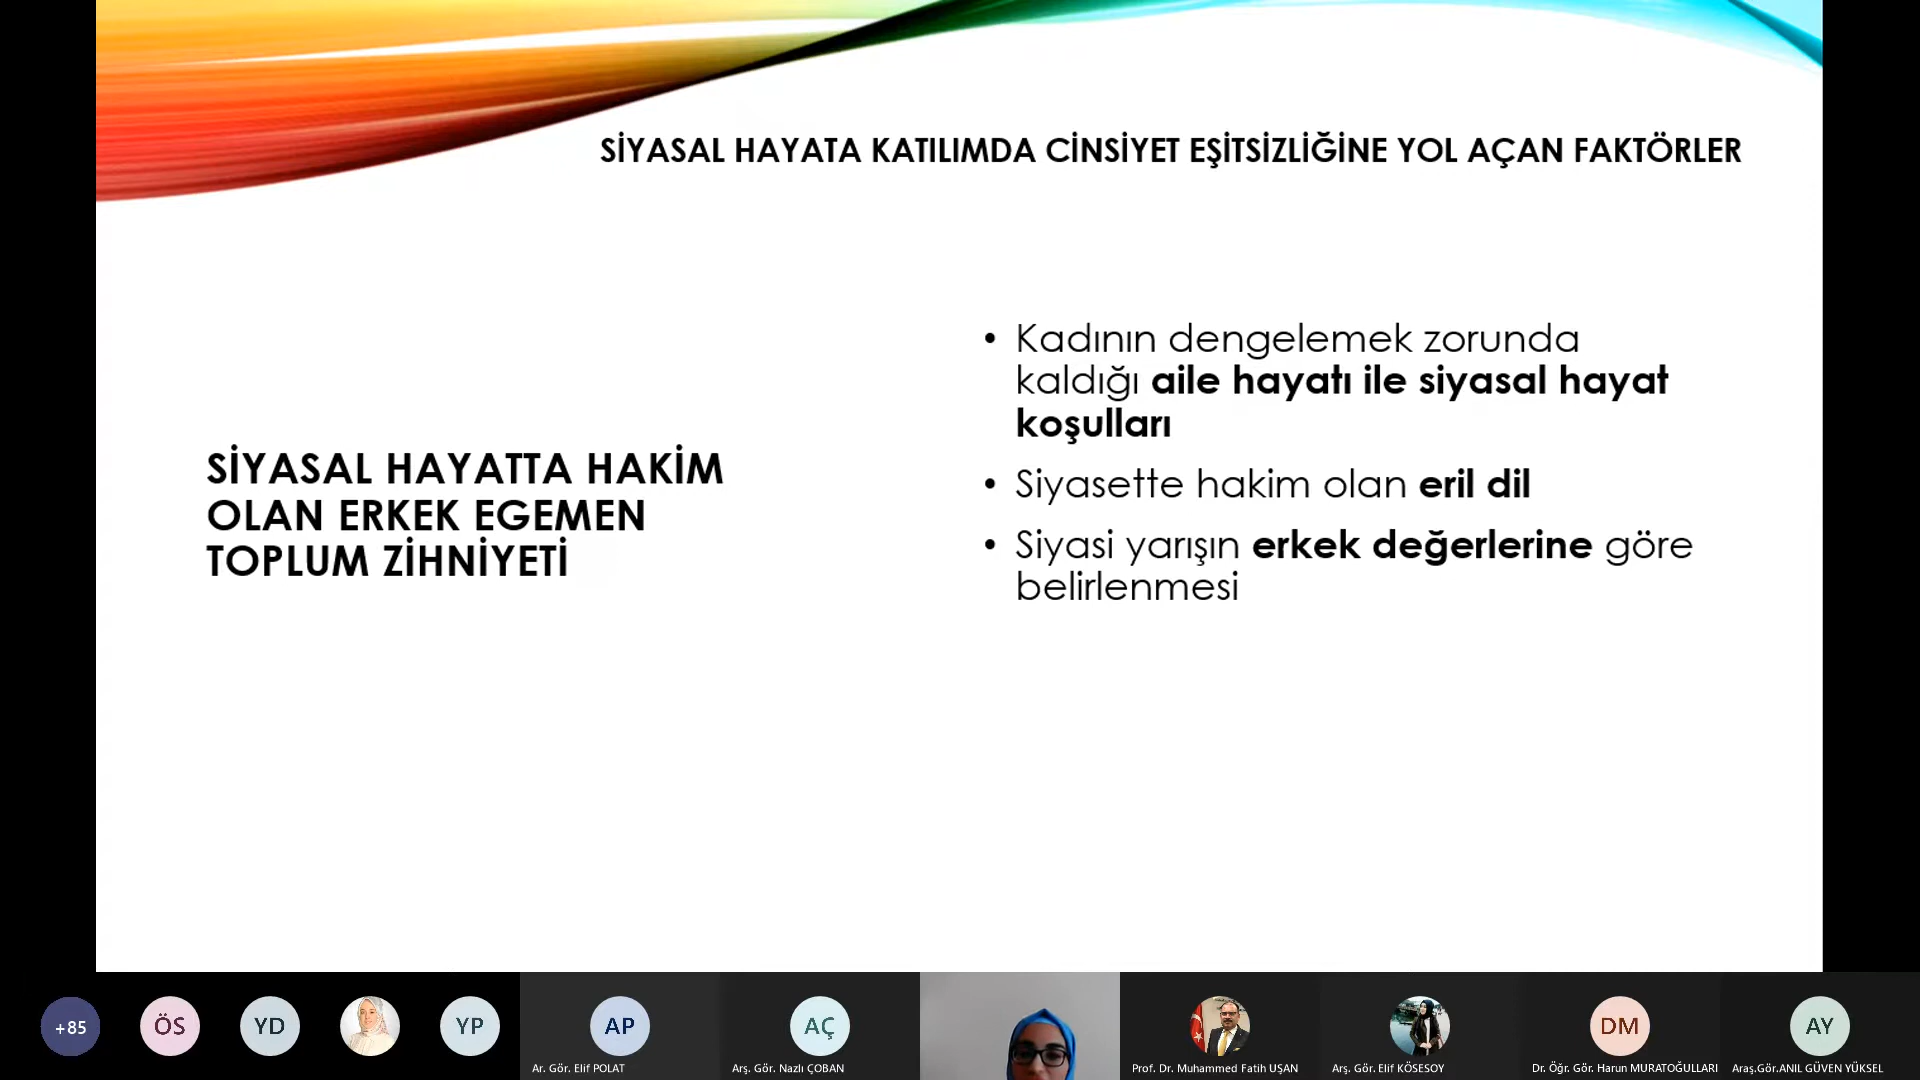 SİYASAL HAYATA KATILIMDA CİNSİYET EŞİTSİZLİĞİNE YOL AÇAN FAKTÖRLER
SİYASAL HAYATTA HAKİM
OLAN ERKEK EGEMEN
TOPLUM ZİHNİYETİ
• Kadının dengelemek zorunda
kaldığı aile hayatı ile siyasal hayat
koşulları
• Siyasette hakim olan eril dil
• Siyasi yarışın erkek değerlerine göre
belirlenmesi
+85
ÖS
YD
YP
AP
Ar. Gör. Elif POLAT
AÇ
Arş. Gör. Nazlı ÇOBAN
Prof. Dr. Muhammed Fatih UŞAN
Arş. Gör. Elif KÖSESOY
DM
Dr. Öğr. Gör. Harun MURATOĞULLARI
AY
Araş.Gör.ANIL GÜVEN YÜKSEL